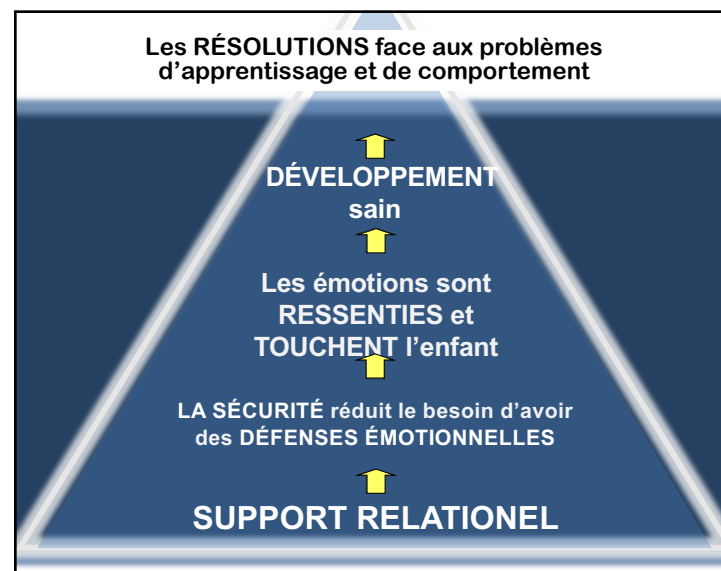 Les RÉSOLUTIONS face aux problèmes
d’apprentissage et de comportement
DÉVELOPPEMENT
sain
Les émotions sont
RESSENTIES et
TOUCHENT l’enfant
LA SÉCURITÉ réduit le besoin d’avoir
des DÉFENSES ÉMOTIONNELLES
SUPPORT RELATIONEL